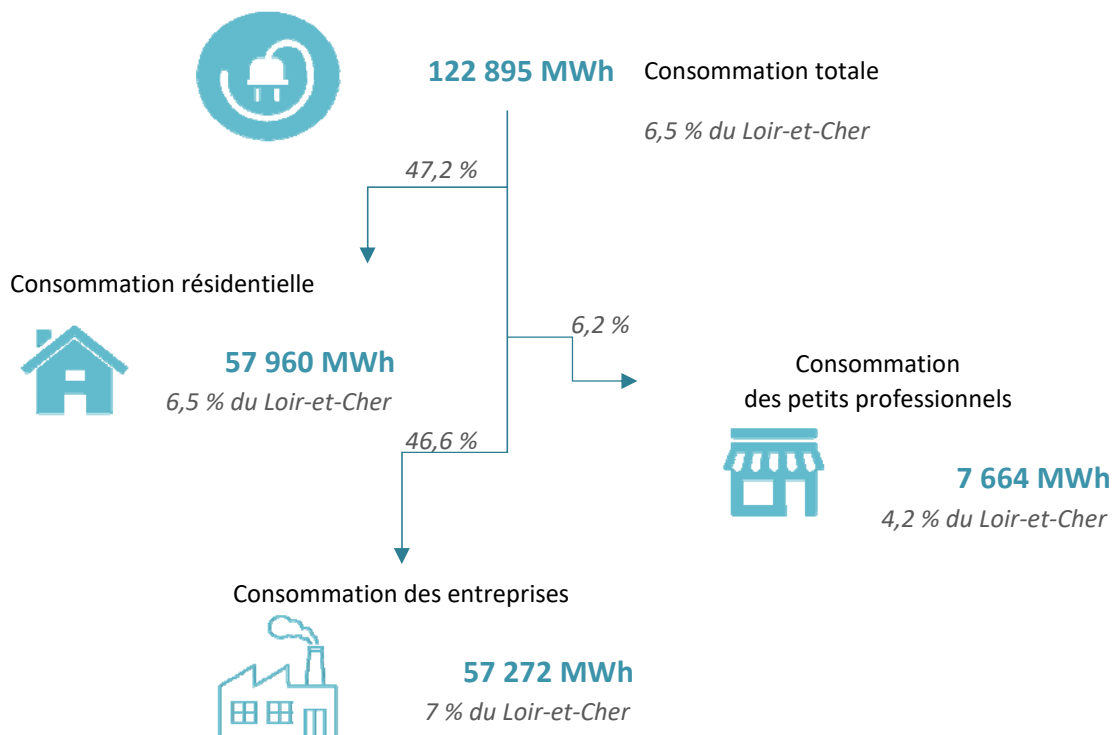 122 895 MWh Consommation totale
6,5 % du Loir-et-Cher
47,2 %
Consommation résidentielle
57 960 MWh
6,5 % du Loir-et-Cher
6,2 %
Consommation
des petits professionnels
7 664 MWh
4,2 % du Loir-et-Cher
46,6 %
Consommation des entreprises
57 272 MWh
7 % du Loir-et-Cher